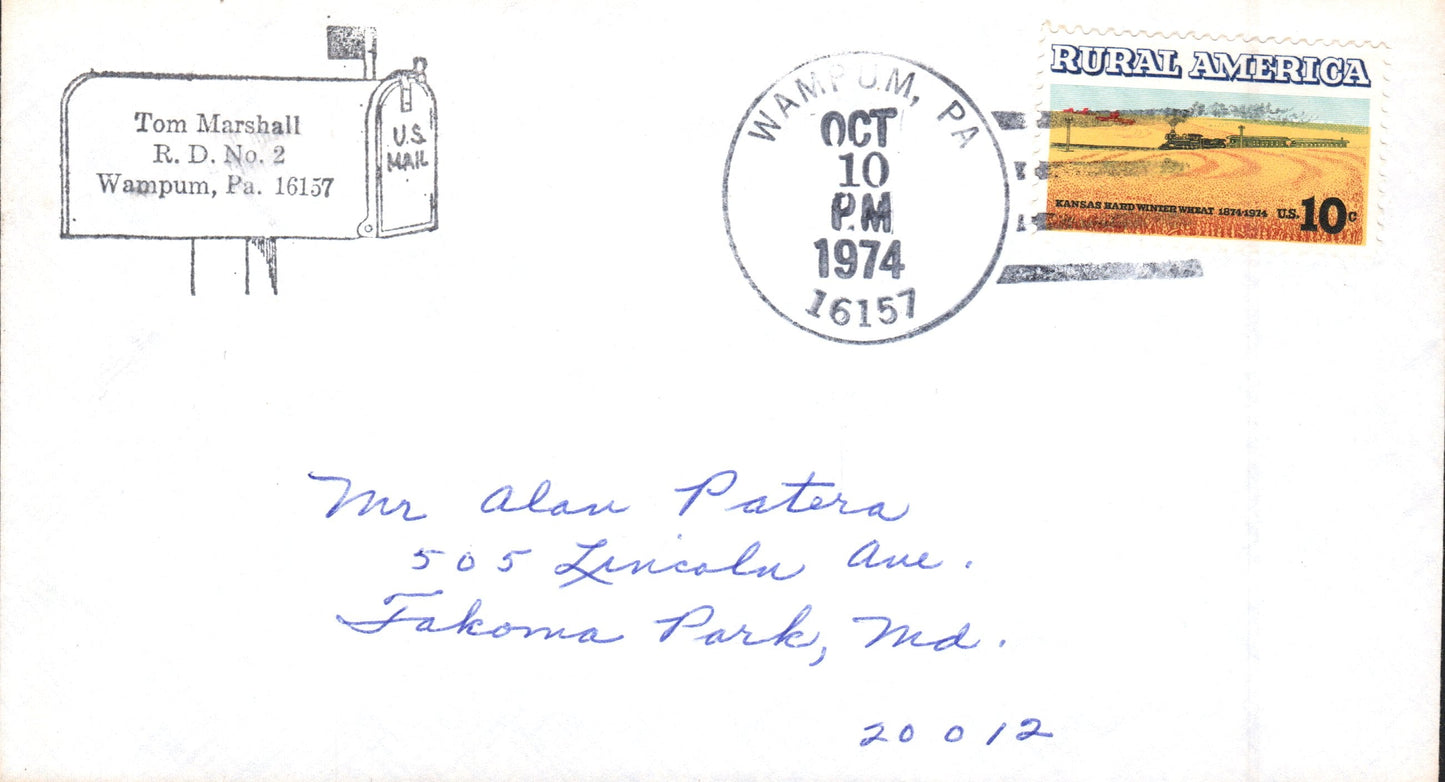 Tom Marshall
R. D. No. 2
Wampum, Pa. 16157
U.S.
MAIL
WAMPUM, PA
OCT
10
PM
1974
16157
RURAL AMERICA
KANSAS HARD WINTER WHEAT 1874-1974 U.S. 10c
Mr Alan Patera
505 Lincoln Ave.
Takoma Park, Md.
20012